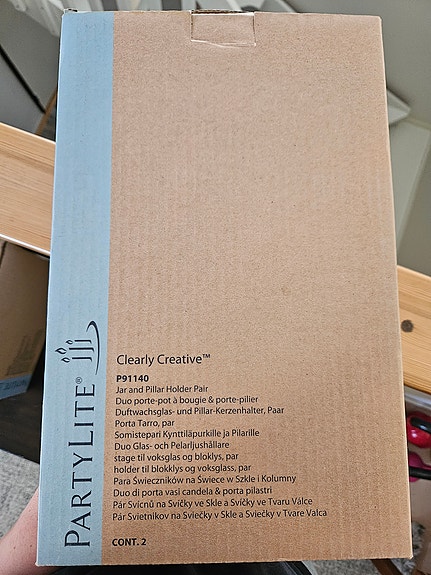 PARTYLITE®
Clearly Creative™
P91140
Jar and Pillar Holder Pair
Duo porte-pot à bougie & porte-pilier
Duftwachsglas- und Pillar-Kerzenhalter, Paar
Porta Tarro, par
Somistepari Kynttiläpurkille ja Pilarille
Duo Glas- och Pelarljushållare
stage til voksglas og bloklys, par
holder til blokklys og voksglass, par
Para Świeczników na Świece w Szkle i Kolumny
Duo di porta vasi candela & porta pilastri
Pár Svícnů na Svíčky ve Skle a Svíčky ve Tvaru Válce
Pár Svietnikov na Sviečky v Skle a Sviečky v Tvare Valca
CONT. 2